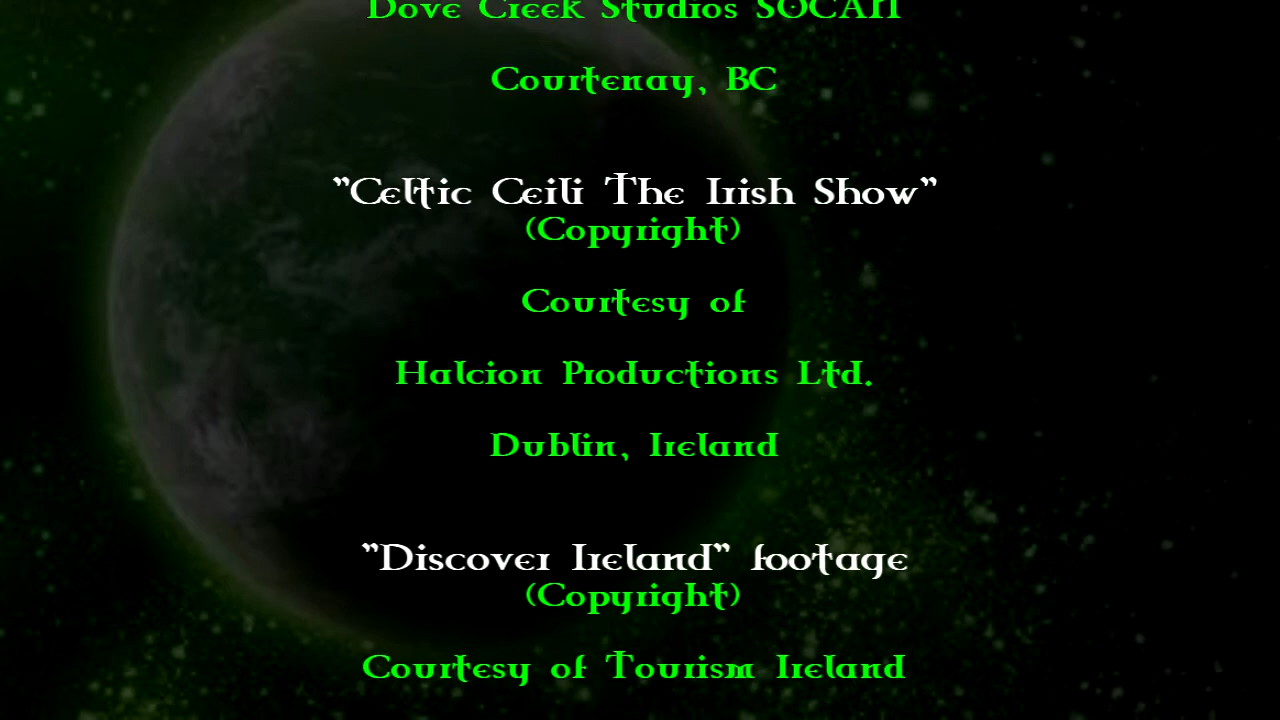 Dove Creek Studios SOCAN
Courtenay, BC
"Celtic Ceili The Irish Show"
(Copyright)
Courtesy of
Halcion Productions Ltd.
Dublin, Ireland
"Discover Ireland" footage
(Copyright)
Courtesy of Tourism Ireland